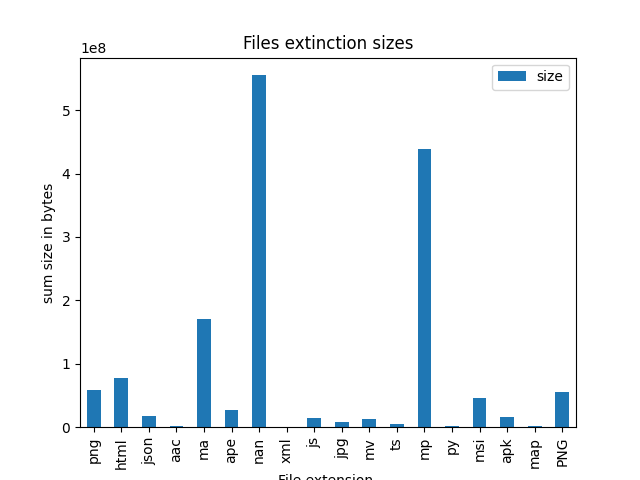 Files extinction sizes
1e8
size
5
4
3
2
1
0
sum size in bytes
png
html
json
aac
ma
ape
nan
xml
js
jpg
mv
ts
mp
py
msi
apk
map
PNG
File extension